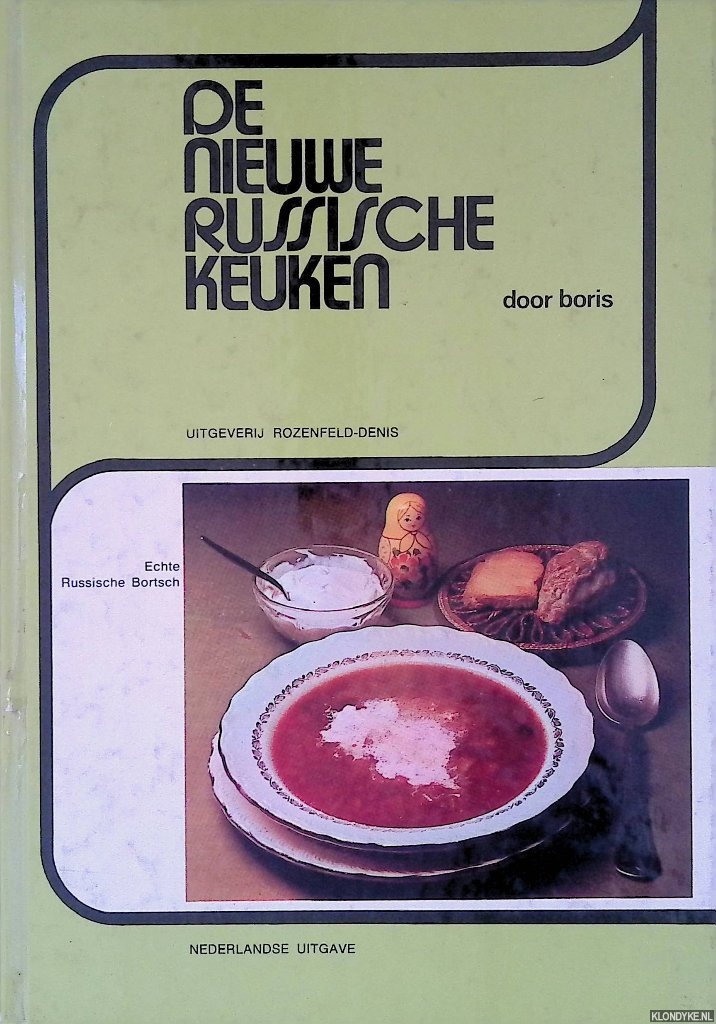 DE
NIEUWE
RUSSISCHE
KEUKEN
door boris
UITGEVERIJ ROZENFELD-DENIS
Echte
Russische Bortsch
NEDERLANDSE UITGAVE
KLONDYKE.NL